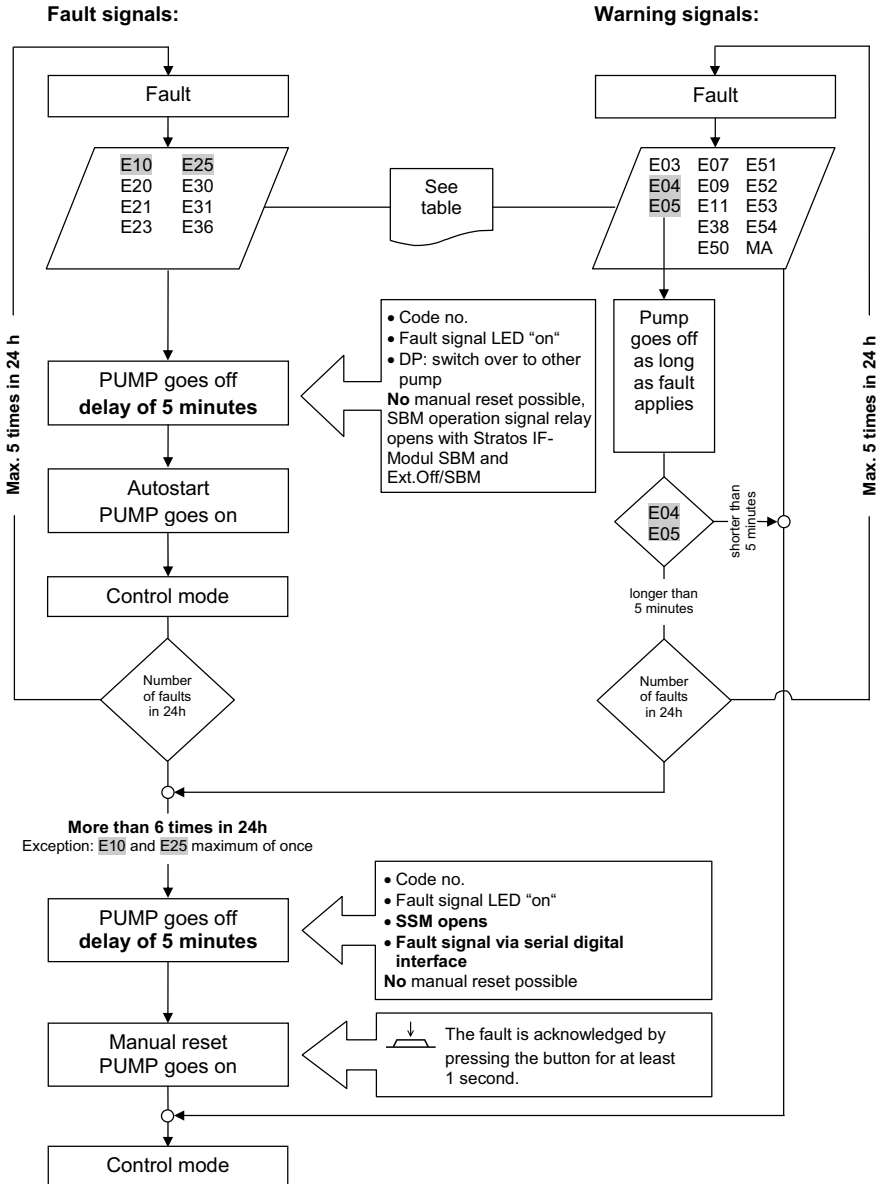 Fault signals:
Warning signals:
Fault
E10 E25
E20 E30
E21 E31
E23 E36
See
table
Fault
E03 E07 E51
E04 E09 E52
E05 E11 E53
E38 E54
E50 MA
Max. 5 times in 24 h
PUMP goes off
delay of 5 minutes
• Code no.
• Fault signal LED “on“
• DP: switch over to other
pump
No manual reset possible,
SBM operation signal relay
opens with Stratos IF-
Modul SBM and
Ext.Off/SBM
Pump
goes off
as long
as fault
applies
Max. 5 times in 24 h
Autostart
PUMP goes on
E04
E05
shorter than
5 minutes
longer than
5 minutes
Control mode
Number
of faults
in 24h
Number
of faults
in 24h
More than 6 times in 24h
Exception: E10 and E25 maximum of once
PUMP goes off
delay of 5 minutes
• Code no.
• Fault signal LED “on“
• SSM opens
• Fault signal via serial digital
interface
No manual reset possible
Manual reset
PUMP goes on
The fault is acknowledged by
pressing the button for at least
1 second.
Control mode